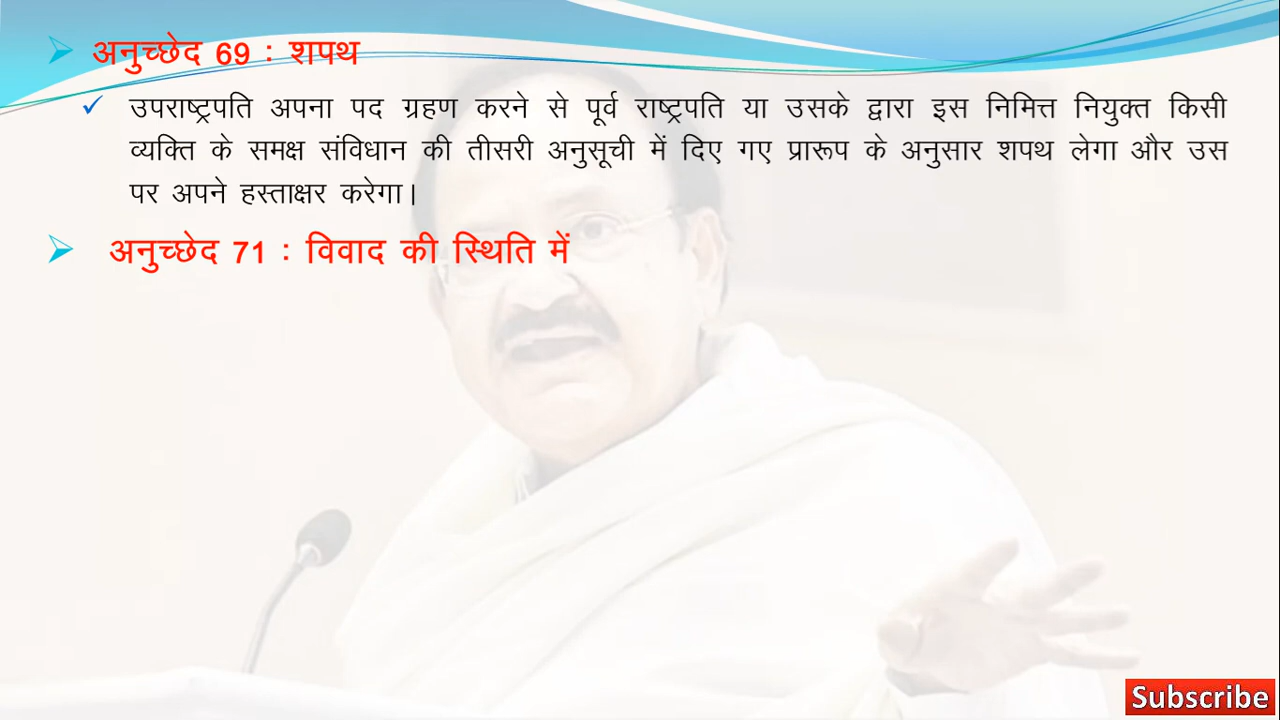 अनुच्छेद 69 : शपथ
उपराष्ट्रपति अपना पद ग्रहण करने से पूर्व राष्ट्रपति या उसके द्वारा इस निमित्त नियुक्त किसी
व्यक्ति के समक्ष संविधान की तीसरी अनुसूची में दिए गए प्रारूप के अनुसार शपथ लेगा और उस
पर अपने हस्ताक्षर करेगा।
अनुच्छेद 71 : विवाद की स्थिति में
Subscribe